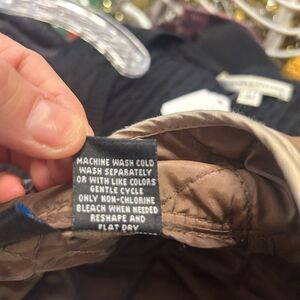 MACHINE WASH COLD
WASH SEPARATELY
OR WITH LIKE COLORS
GENTLE CYCLE
ONLY NON-CHLORINE
BLEACH WHEN NEEDED
RESHAPE AND
FLAT DRY